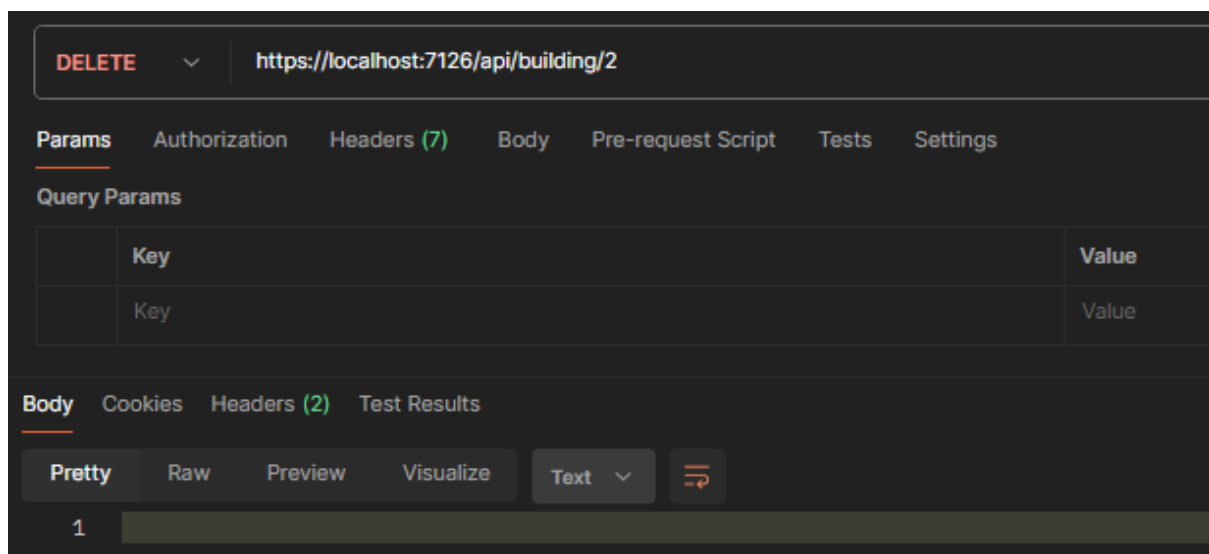 DELETE https://localhost:7126/api/building/2
Params Authorization Headers (7) Body Pre-request Script Tests Settings
Query Params
Key Value
Key Value
Body Cookies Headers (2) Test Results
Pretty Raw Preview Visualize Text
1